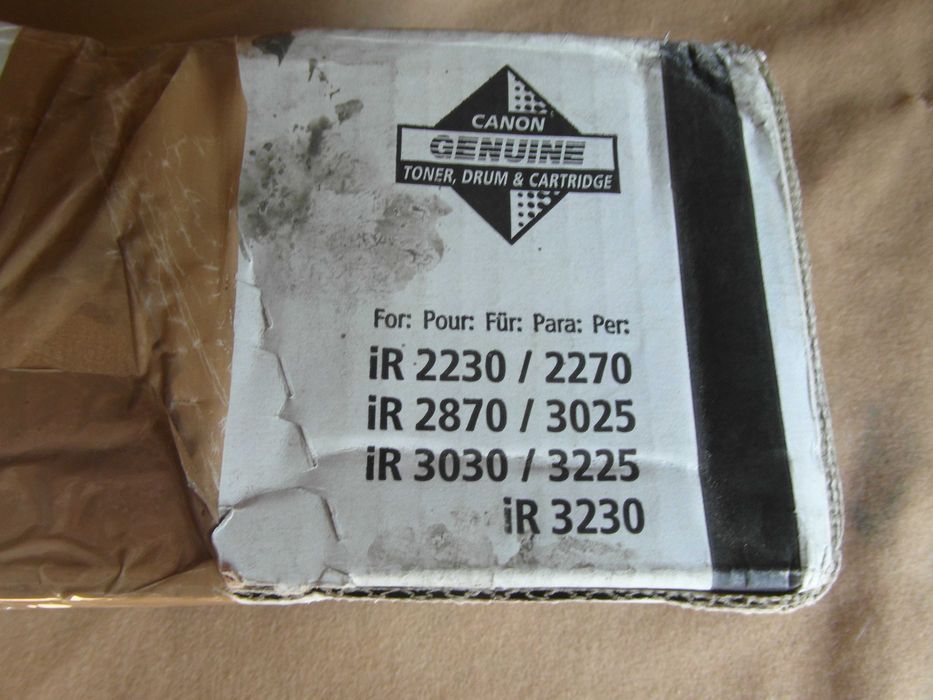 CANON
GENUINE
TONER, DRUM & CARTRIDGE
For: Pour: Für: Para: Per:
iR 2230 / 2270
iR 2870 / 3025
iR 3030 / 3225
iR 3230